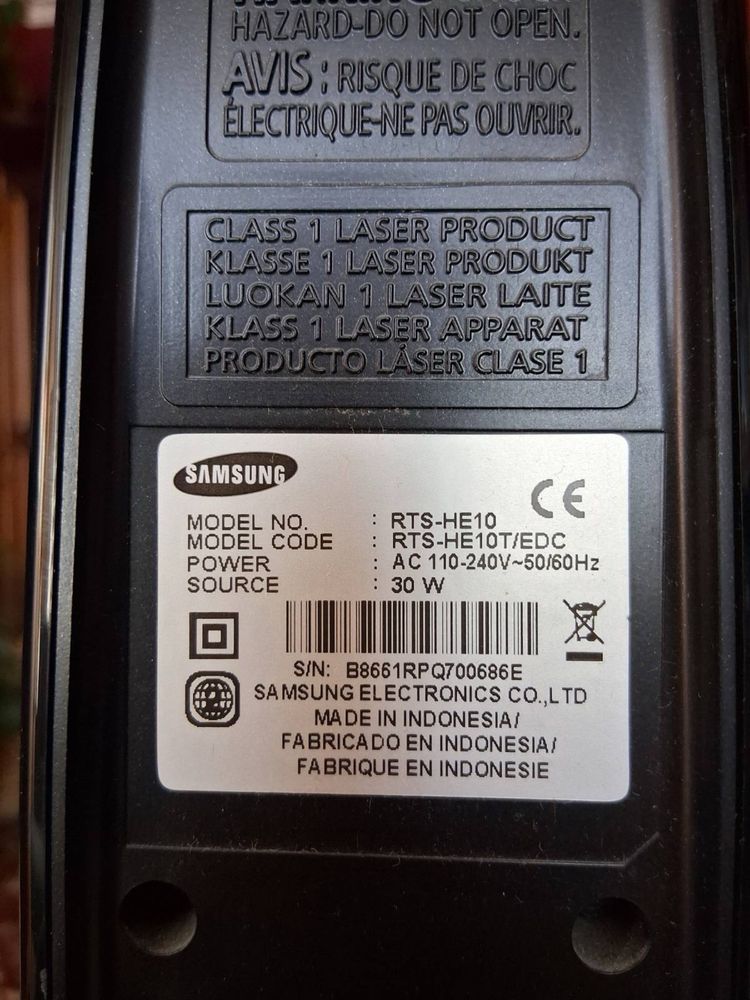 HAZARD-DO NOT OPEN.
AVIS : RISQUE DE CHOC
ÉLECTRIQUE-NE PAS OUVRIR.
CLASS 1 LASER PRODUCT
KLASSE 1 LASER PRODUKT
LUOKAN 1 LASER LAITE
KLASS 1 LASER APPARAT
PRODUCTO LÁSER CLASE 1
SAMSUNG
CE
MODEL NO. : RTS-HE10
MODEL CODE : RTS-HE10T/EDC
POWER : AC 110-240V~50/60Hz
SOURCE : 30 W
2
S/N: B8661RPQ700686E
SAMSUNG ELECTRONICS CO.,LTD
MADE IN INDONESIA/
FABRICADO EN INDONESIA/
FABRIQUE EN INDONESIE